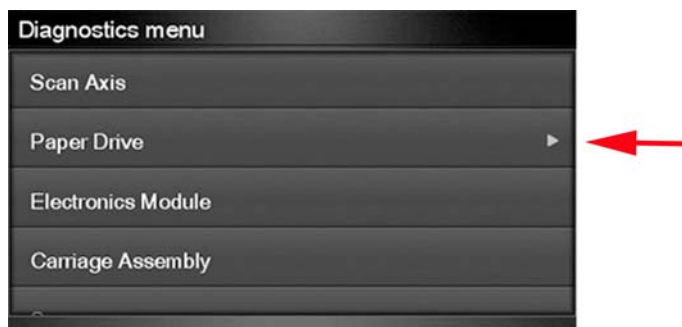 Diagnostics menu
Scan Axis
Paper Drive
Electronics Module
Carriage Assembly